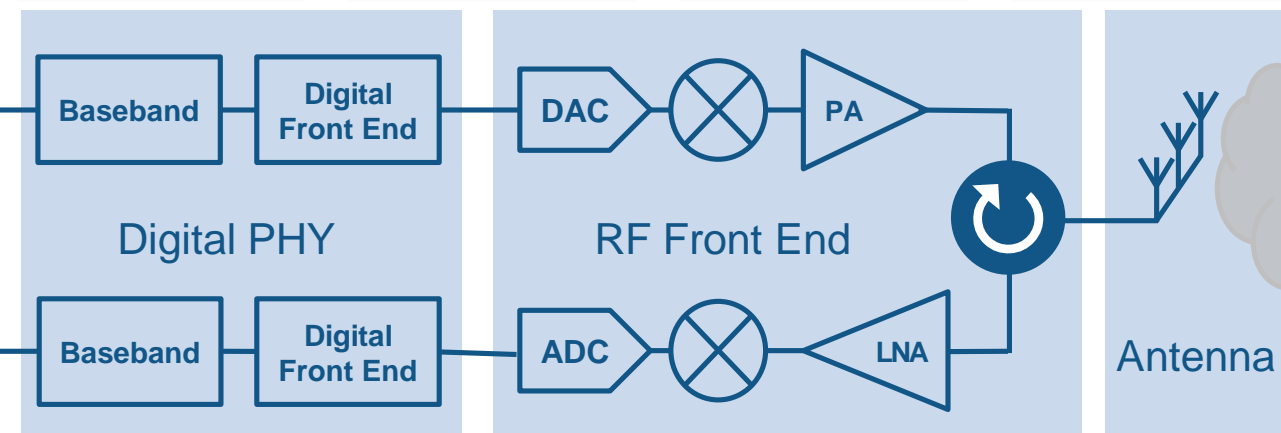 Baseband
Digital
Front End
DAC
PA
Digital PHY
RF Front End
Baseband
Digital
Front End
ADC
LNA
Antenna